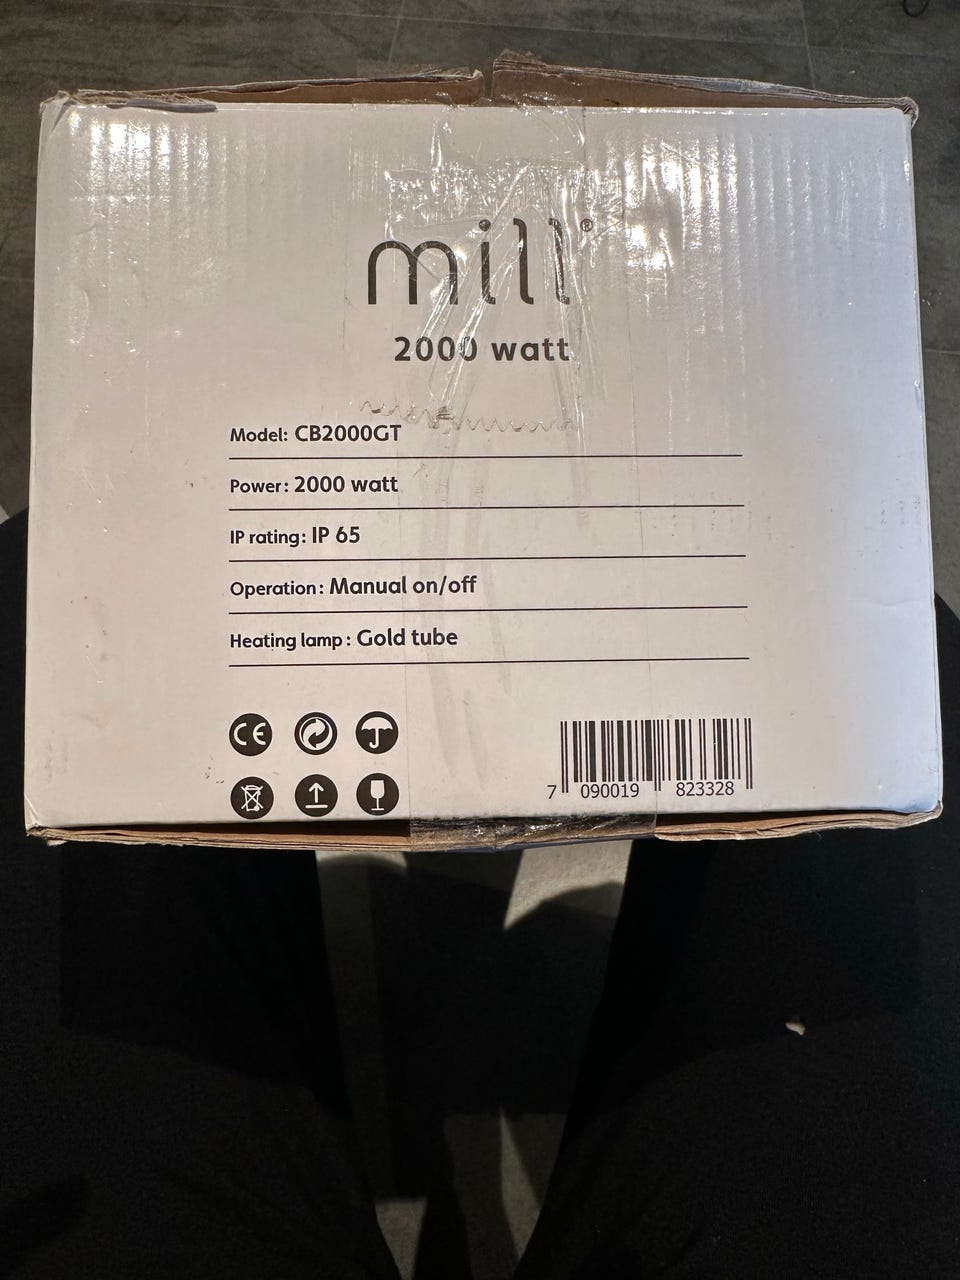 mill®
2000 watt
Model: CB2000GT
Power: 2000 watt
IP rating: IP 65
Operation: Manual on/off
Heating lamp: Gold tube
CE
7 090019 823328